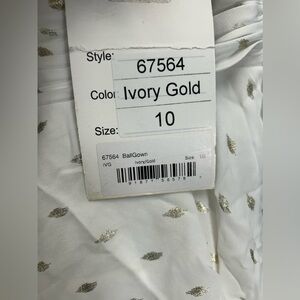 Style: 67564
Color: Ivory Gold
Size: 10
67564 BallGown
IVG Ivory/Gold Size 10